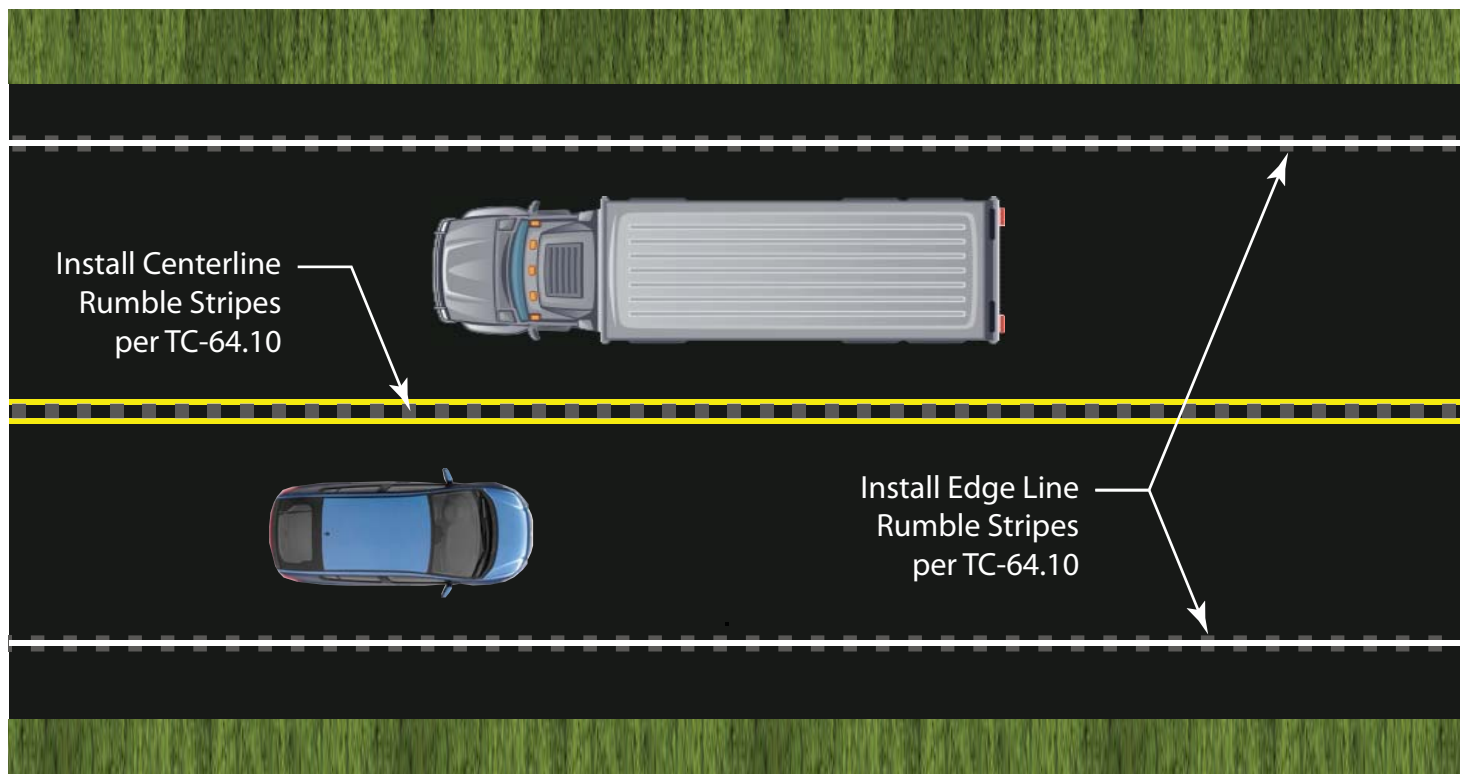 Install Centerline
Rumble Stripes
per TC-64.10
Install Edge Line
Rumble Stripes
per TC-64.10